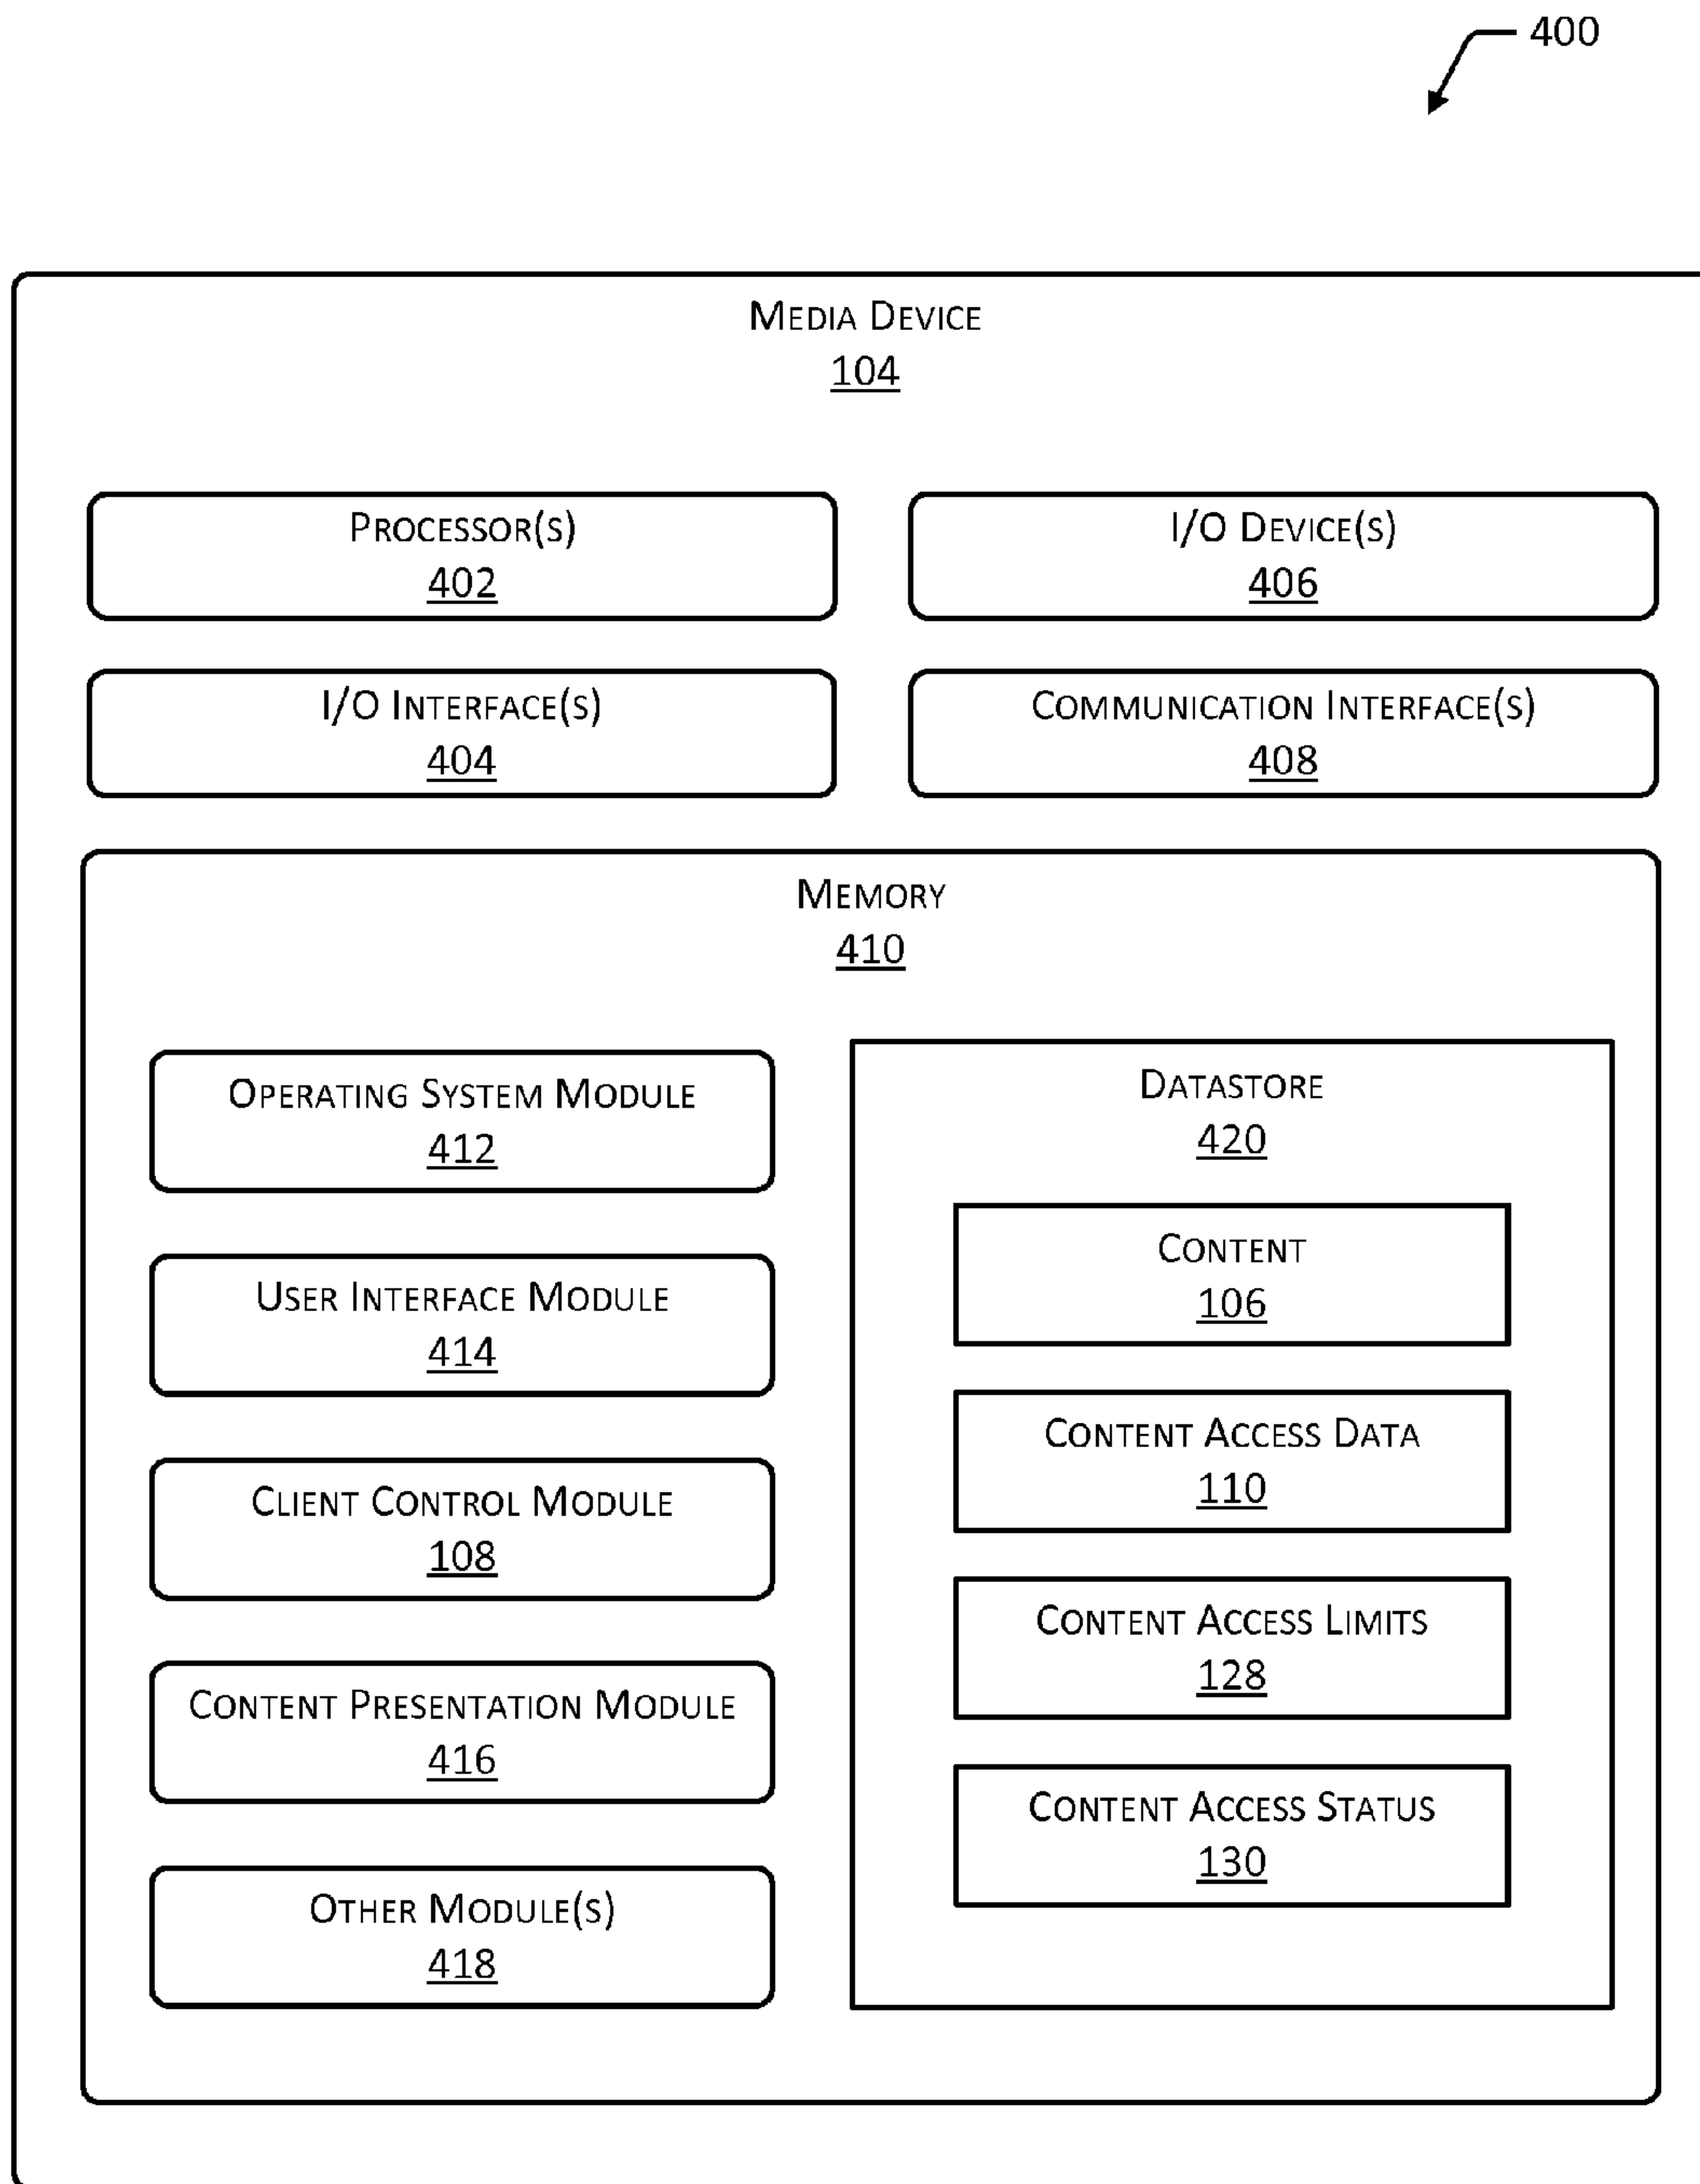 400
MEDIA DEVICE
104
PROCESSOR(S)
402
I/O DEVICE(S)
406
I/O INTERFACE(S)
404
COMMUNICATION INTERFACE(S)
408
MEMORY
410
OPERATING SYSTEM MODULE
412
USER INTERFACE MODULE
414
CLIENT CONTROL MODULE
108
CONTENT PRESENTATION MODULE
416
OTHER MODULE(S)
418
DATASTORE
420
CONTENT
106
CONTENT ACCESS DATA
110
CONTENT ACCESS LIMITS
128
CONTENT ACCESS STATUS
130